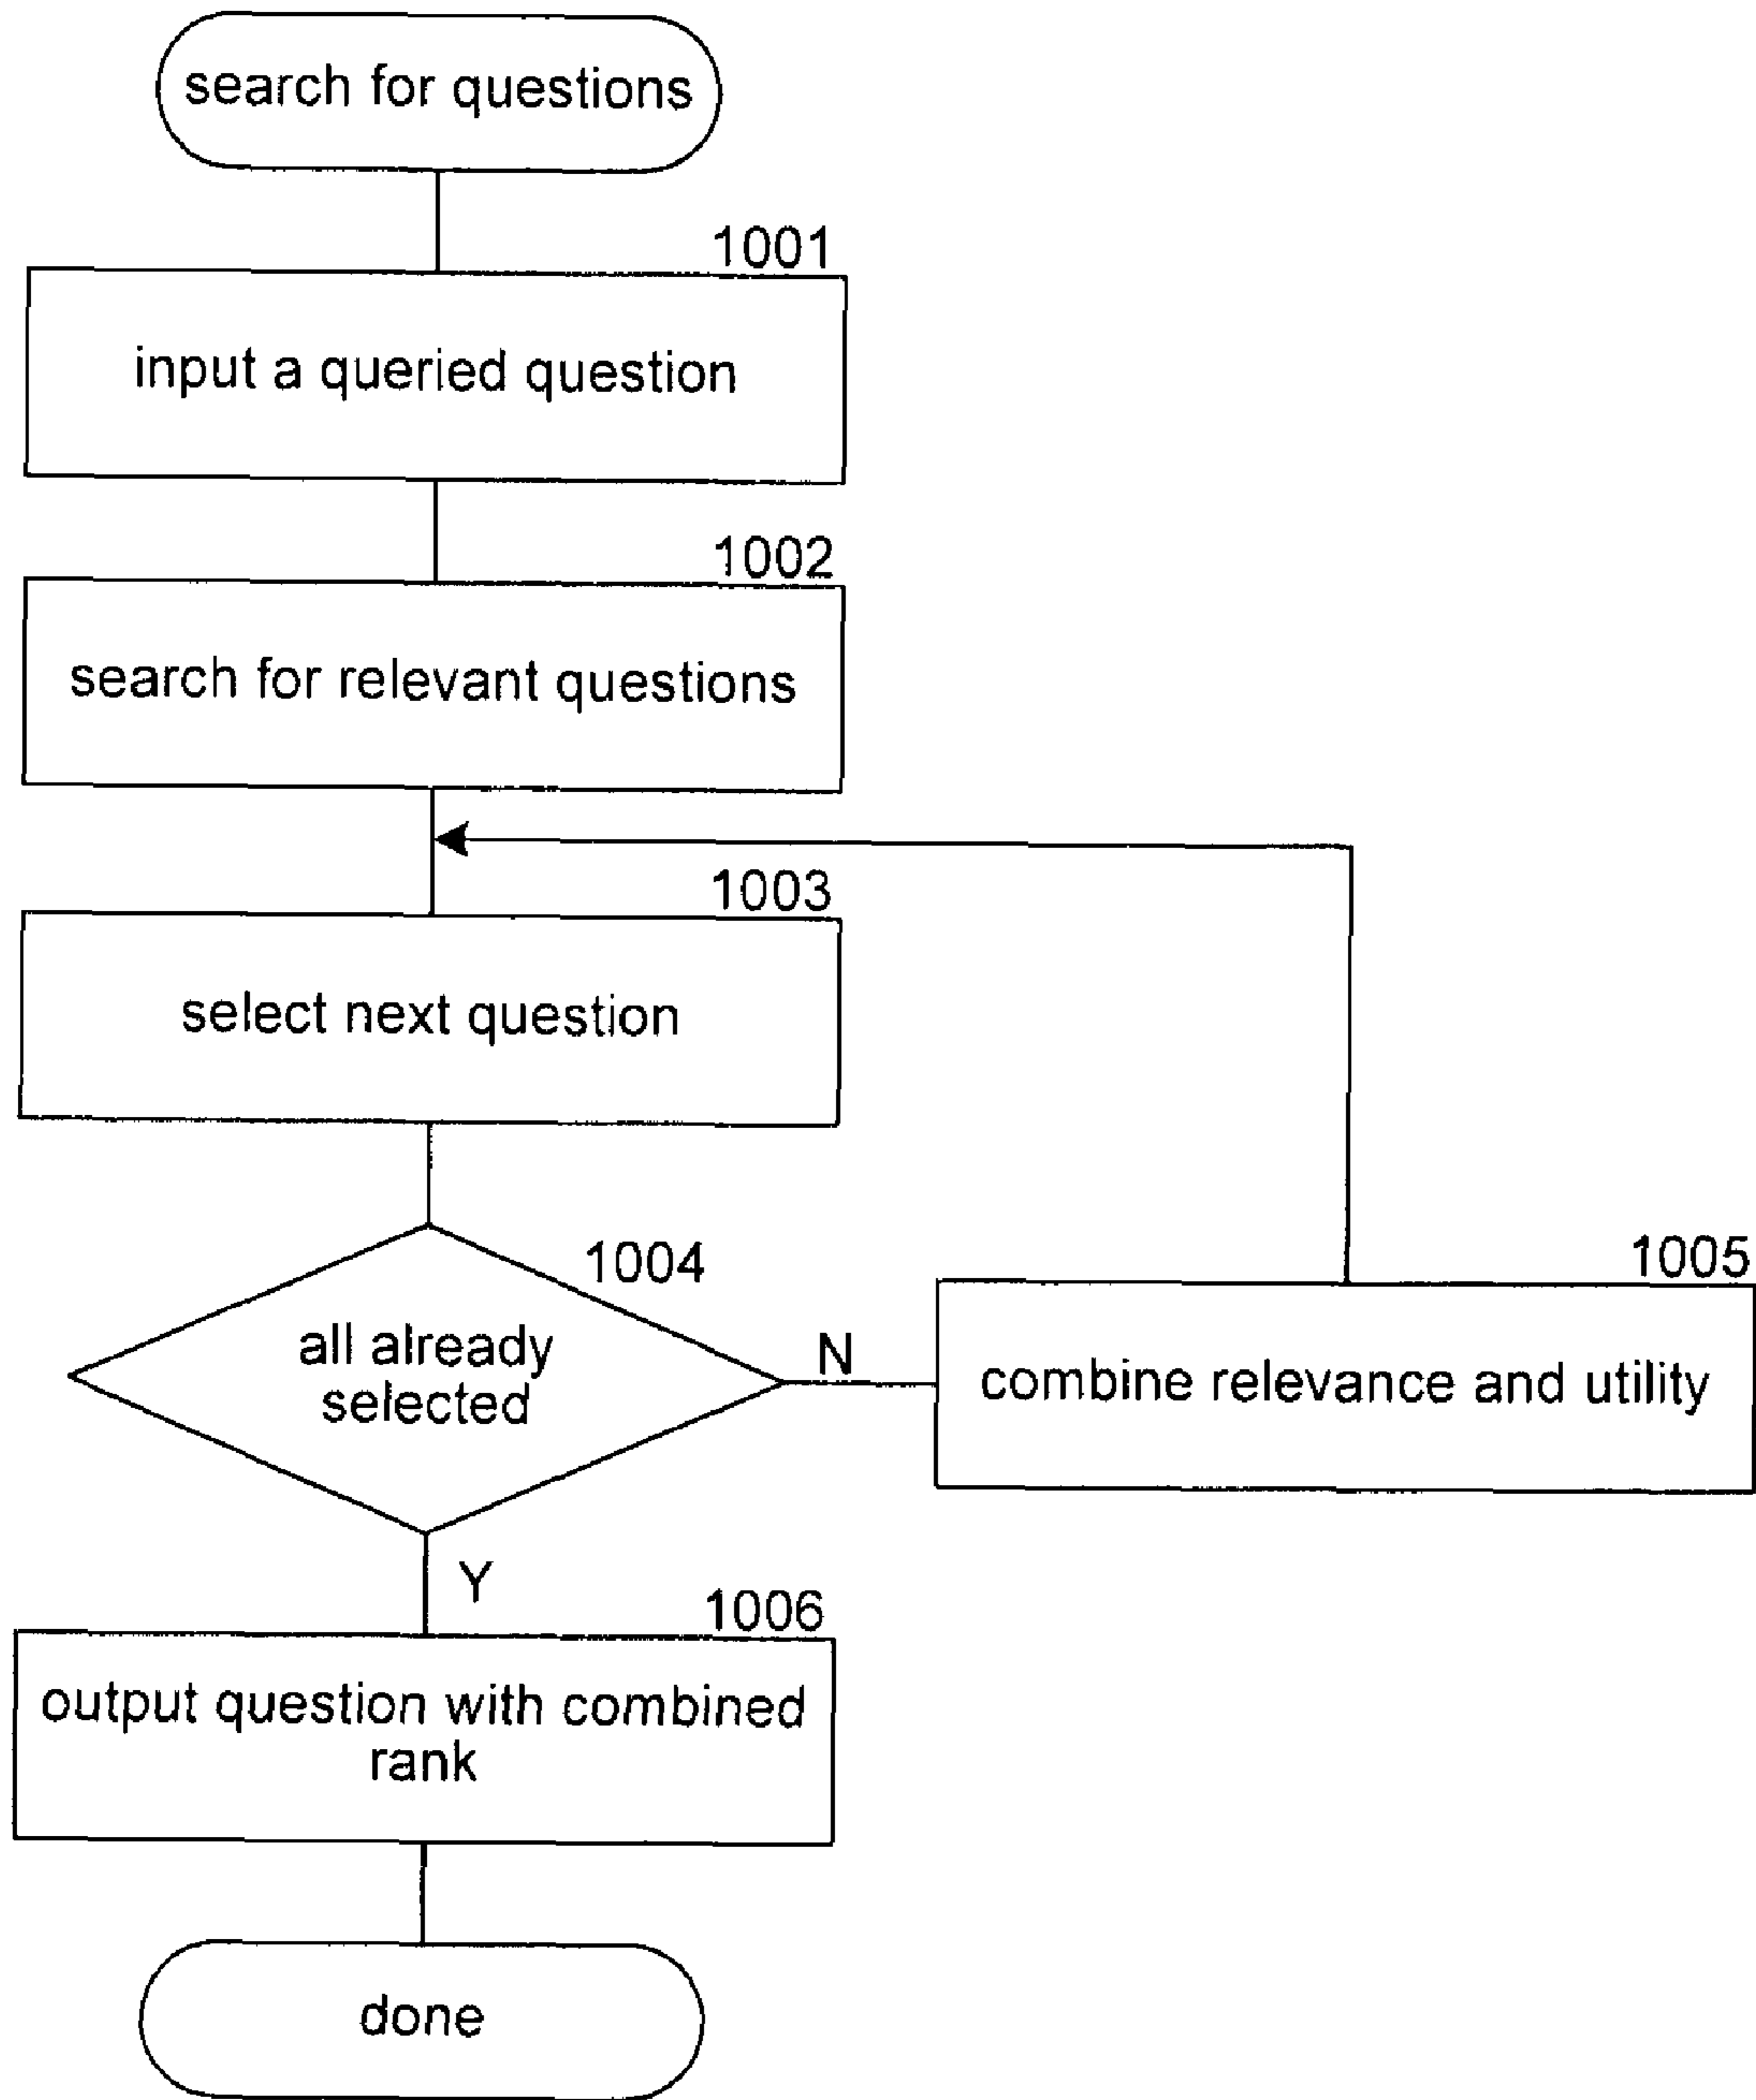 search for questions
1001
input a queried question
1002
search for relevant questions
1003
select next question
1004
all already
selected
N
1005
combine relevance and utility
Y
1006
output question with combined
rank
done